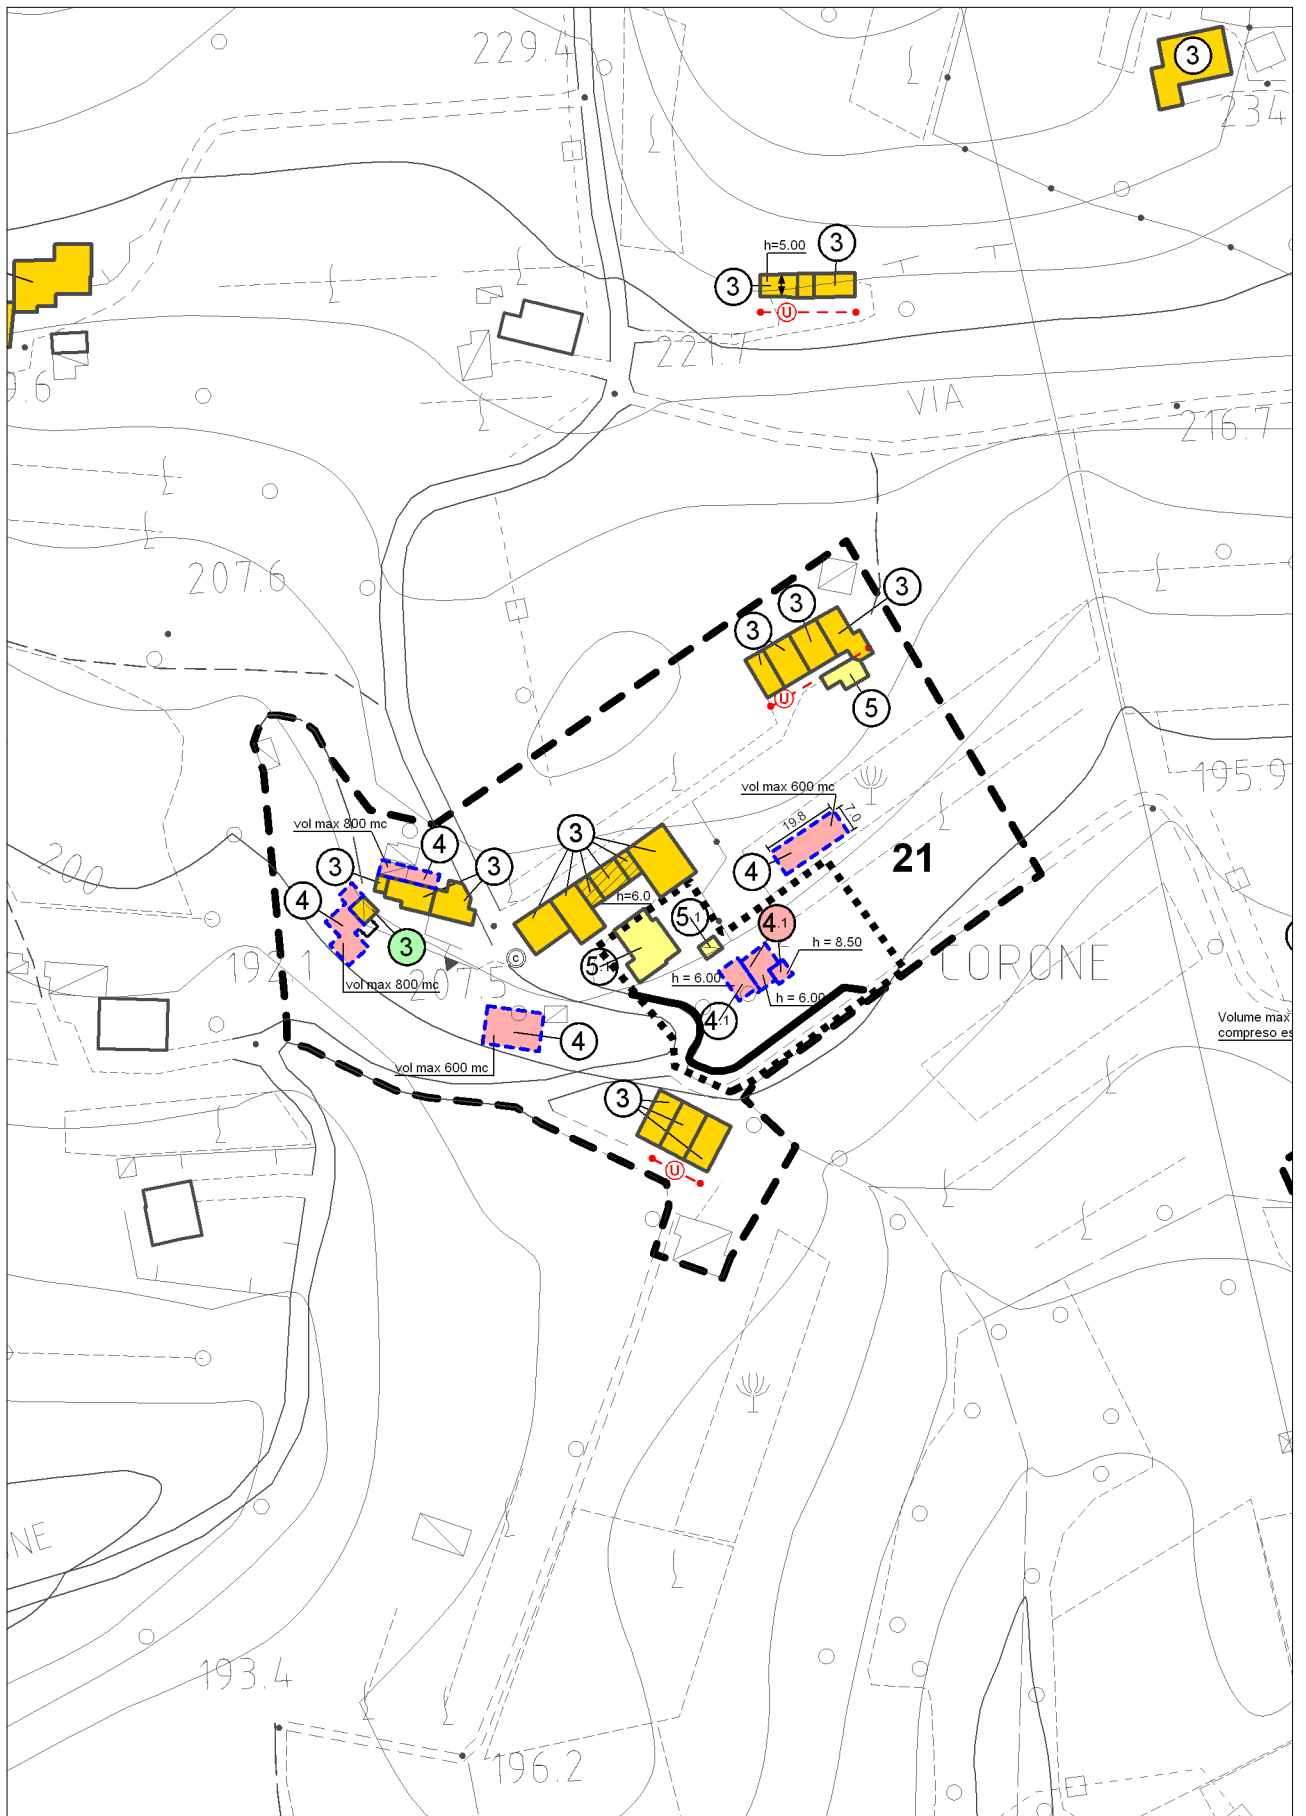 229.4
3
234
h=5.00
3
3
U
221.7
VIA
9.6
216.7
207.6
3
3
3
U
5
195.9
vol max 600 mc
19.8
7.0
4
21
vol max 800 mc
4
3
3
3
200
4
3
h=6.0
5.1
4.1
h = 8.50
192.1
vol max 800 mc
2075
c
5.1
h = 6.00
h = 6.00
4.1
CORONE
Volume max
compreso es
4
vol max 600 mc
3
U
NE
193.4
196.2